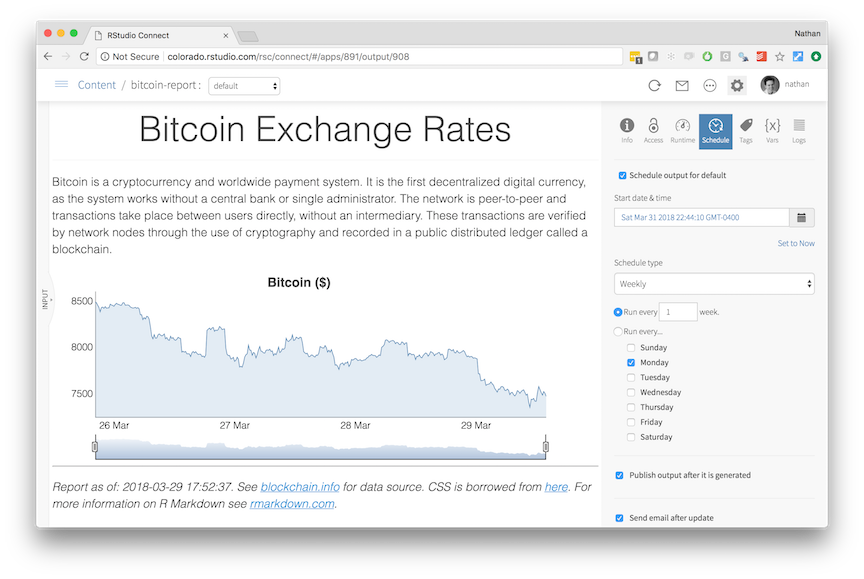 RStudio Connect
Nathan
Not Secure
colorado.rstudio.com/rsc/connect/#/apps/891/output/908
1
Content / bitcoin-report :
default
nathan
Bitcoin Exchange Rates
Bitcoin is a cryptocurrency and worldwide payment system. It is the first decentralized digital currency,
as the system works without a central bank or single administrator. The network is peer-to-peer and
transactions take place between users directly, without an intermediary. These transactions are verified
by network nodes through the use of cryptography and recorded in a public distributed ledger called a
blockchain.
INPUT
Bitcoin ($)
8500
8000
7500
26 Mar
27 Mar
28 Mar
29 Mar
Report as of: 2018-03-29 17:52:37. See blockchain.info for data source. CSS is borrowed from here. For
more information on R Markdown see rmarkdown.com.
Info
Access
Runtime
Schedule
Tags
{x}
Vars
Logs
Schedule output for default
Start date & time
Sat Mar 31 2018 22:44:10 GMT-0400
Set to Now
Schedule type
Weekly
Run every 1 week.
Run every...
Sunday
Monday
Tuesday
Wednesday
Thursday
Friday
Saturday
Publish output after it is generated
Send email after update